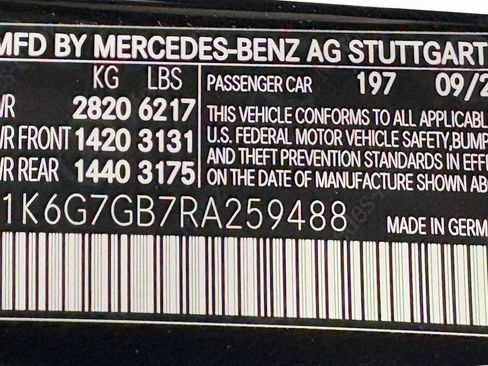 MFD BY MERCEDES-BENZ AG STUTTGART
KG LBS PASSENGER CAR 197 09/2
WR 2820 6217 THIS VEHICLE CONFORMS TO ALL APPLICABL
WR FRONT 1420 3131 U.S. FEDERAL MOTOR VEHICLE SAFETY, BUMP
WR REAR 1440 3175 AND THEFT PREVENTION STANDARDS IN EFFE
ON THE DATE OF MANUFACTURE SHOWN ABOV
1K6G7GB7RA259488 MADE IN GERM